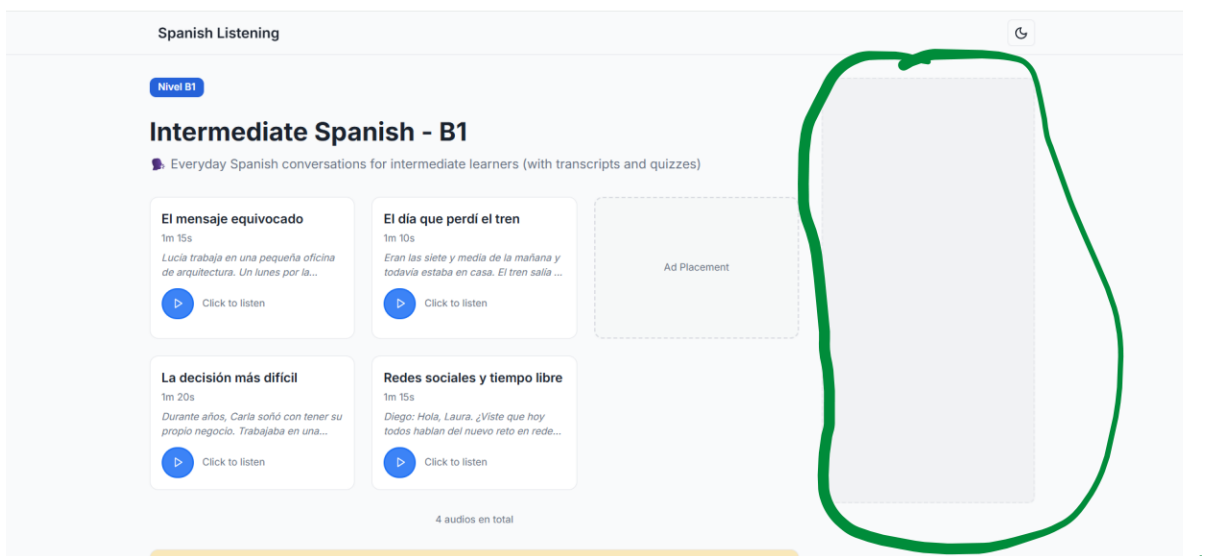 Spanish Listening
Nivel B1
Intermediate Spanish - B1
Everyday Spanish conversations for intermediate learners (with transcripts and quizzes)
El mensaje equivocado
1m 15s
Lucía trabaja en una pequeña oficina
de arquitectura. Un lunes por la...
Click to listen
El día que perdí el tren
1m 10s
Eran las siete y media de la mañana y
todavía estaba en casa. El tren salía ...
Click to listen
Ad Placement
La decisión más difícil
1m 20s
Durante años, Carla soñó con tener su
propio negocio. Trabajaba en una...
Click to listen
Redes sociales y tiempo libre
1m 15s
Diego: Hola, Laura. ¿Viste que hoy
todos hablan del nuevo reto en rede...
Click to listen
4 audios en total